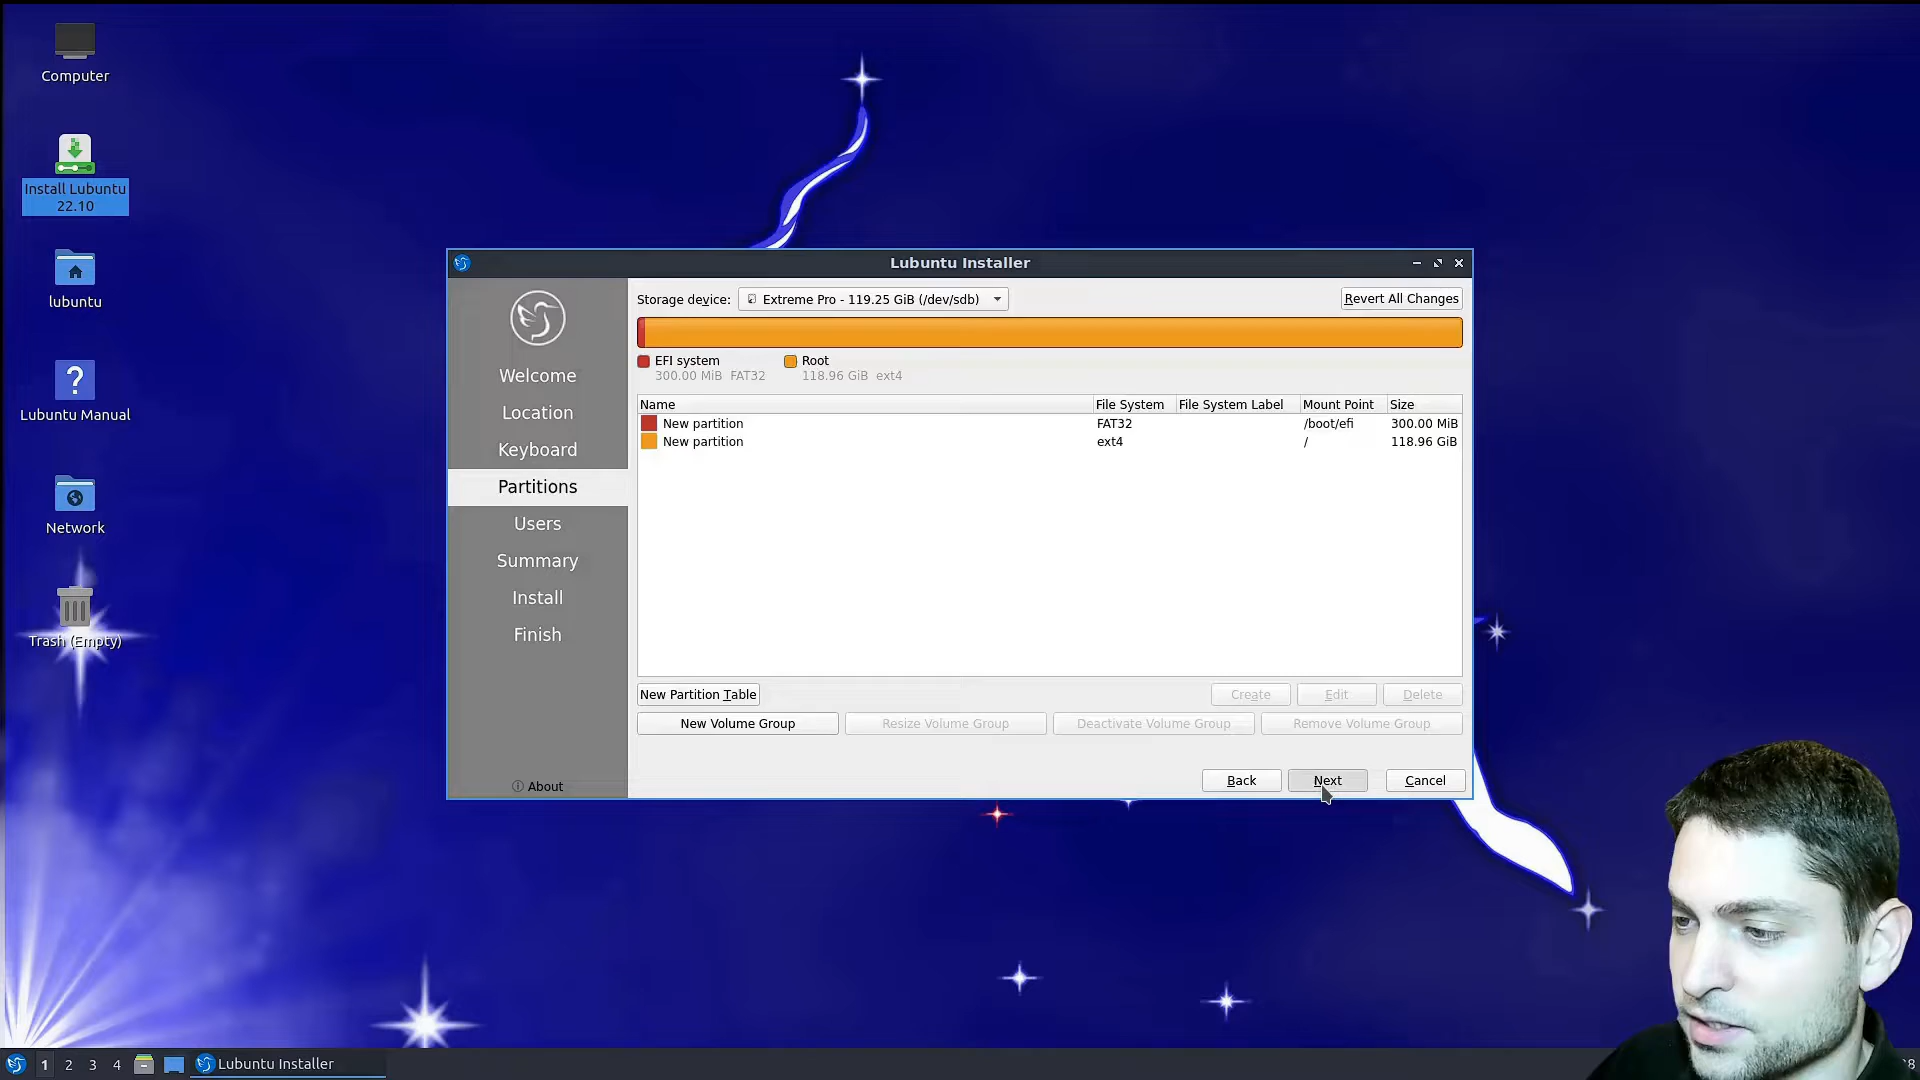 Computer
Install Lubuntu
22.10
lubuntu
Lubuntu Manual
Network
Trash (Empty)
Lubuntu Installer
Welcome
Location
Keyboard
Partitions
Users
Summary
Install
Finish
About
Storage device: Extreme Pro - 119.25 GiB (/dev/sdb) Revert All Changes
EFI system Root
300.00 MiB FAT32 118.96 GiB ext4
Name File System File System Label Mount Point Size
New partition FAT32 /boot/efi 300.00 MiB
New partition ext4 / 118.96 GiB
New Partition Table Create Edit Delete
New Volume Group Resize Volume Group Deactivate Volume Group Remove Volume Group
Back Next Cancel
1 2 3 4 Lubuntu Installer